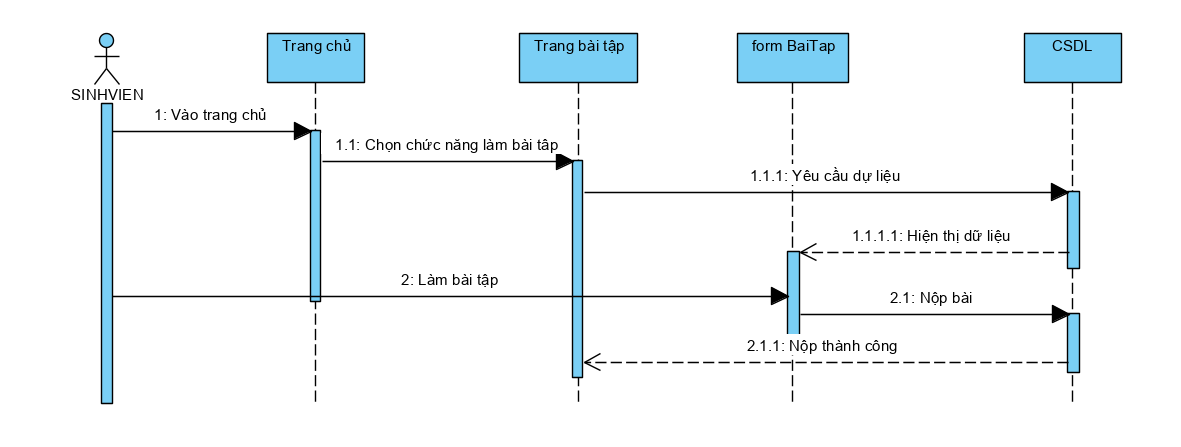 Trang chủ
Trang bài tập
form BaiTap
CSDL
SINHVIEN
1: Vào trang chủ
1.1: Chọn chức năng làm bài tâp
1.1.1: Yêu cầu dự liệu
1.1.1.1: Hiện thị dữ liệu
2: Làm bài tập
2.1: Nộp bài
2.1.1: Nộp thành công